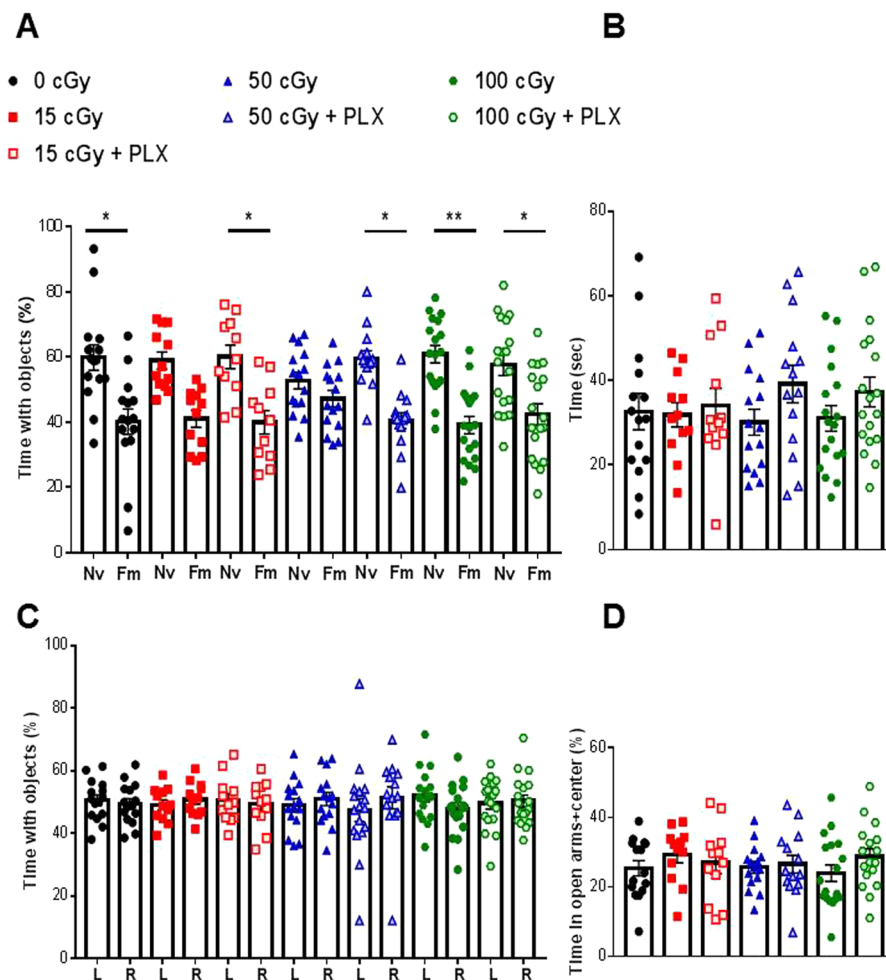 A
B
0 cGy
50 cGy
100 cGy
15 cGy
50 cGy + PLX
100 cGy + PLX
15 cGy + PLX
Time with objects (%)
100
80
60
40
20
0
*
*
*
**
*
Nv Fm Nv Fm Nv Fm Nv Fm Nv Fm Nv Fm Nv Fm
Time (sec)
80
60
40
20
0
C
D
Time with objects (%)
100
80
60
40
20
0
L R L R L R L R L R L R L R
Time in open arms+center (%)
60
40
20
0